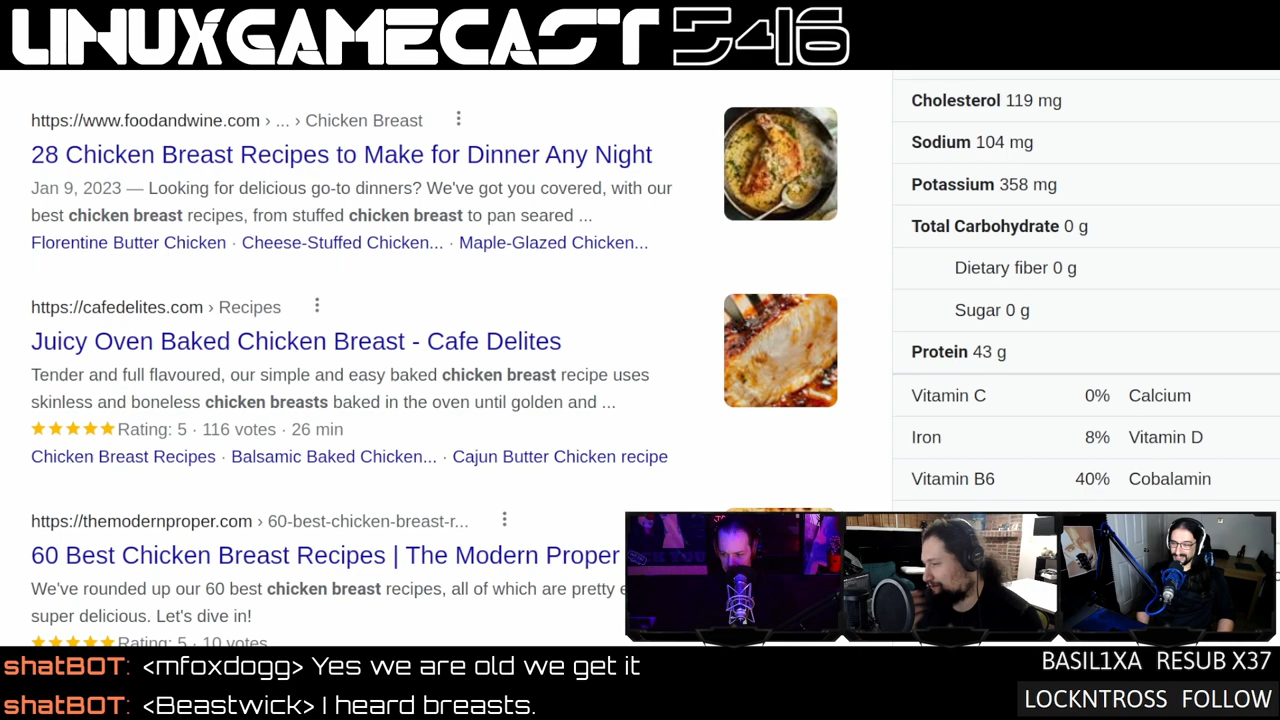 LINUXGAMECAST 546
https://www.foodandwine.com › ... › Chicken Breast
28 Chicken Breast Recipes to Make for Dinner Any Night
Jan 9, 2023 — Looking for delicious go-to dinners? We've got you covered, with our
best chicken breast recipes, from stuffed chicken breast to pan seared ...
Florentine Butter Chicken · Cheese-Stuffed Chicken... · Maple-Glazed Chicken...
https://cafedelites.com › Recipes
Juicy Oven Baked Chicken Breast - Cafe Delites
Tender and full flavoured, our simple and easy baked chicken breast recipe uses
skinless and boneless chicken breasts baked in the oven until golden and ...
Rating: 5 · 116 votes · 26 min
Chicken Breast Recipes · Balsamic Baked Chicken... · Cajun Butter Chicken recipe
https://themodernproper.com › 60-best-chicken-breast-r...
60 Best Chicken Breast Recipes | The Modern Proper
We've rounded up our 60 best chicken breast recipes, all of which are pretty
super delicious. Let's dive in!
Rating: 5 · 10 votes
Cholesterol 119 mg
Sodium 104 mg
Potassium 358 mg
Total Carbohydrate 0 g
Dietary fiber 0 g
Sugar 0 g
Protein 43 g
Vitamin C 0% Calcium
Iron 8% Vitamin D
Vitamin B6 40% Cobalamin
shatBOT: <mfoxdogg> Yes we are old we get it
shatBOT: <Beastwick> I heard breasts.
BASIL1XA RESUB X37
LOCKNTROSS FOLLOW